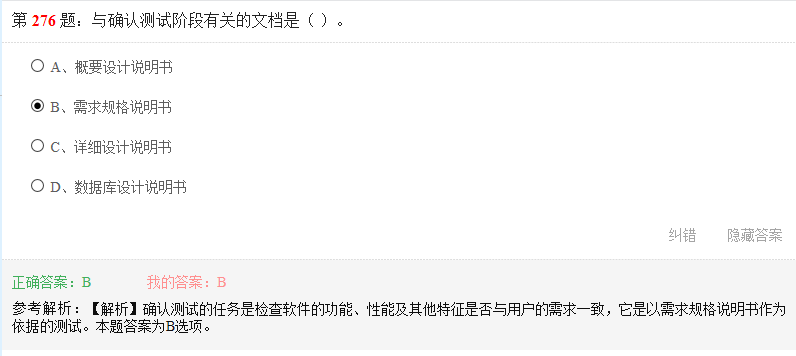 第 276 题：与确认测试阶段有关的文档是（ ）。
A、概要设计说明书
B、需求规格说明书
C、详细设计说明书
D、数据库设计说明书
纠错 隐藏答案
正确答案：B 我的答案：B
参考解析：【解析】确认测试的任务是检查软件的功能、性能及其他特征是否与用户的需求一致，它是以需求规格说明书作为
依据的测试。本题答案为B选项。